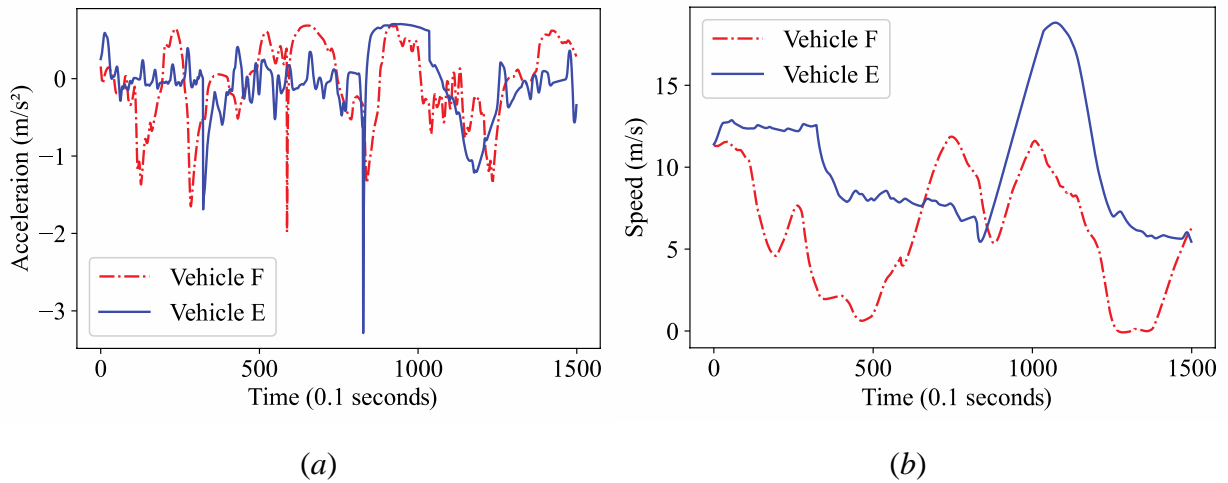 Acceleraion (m/s²)
0
−1
−2
−3
Vehicle F
Vehicle E
0
500
1000
1500
Time (0.1 seconds)
(a)
Speed (m/s)
15
10
5
0
Vehicle F
Vehicle E
0
500
1000
1500
Time (0.1 seconds)
(b)